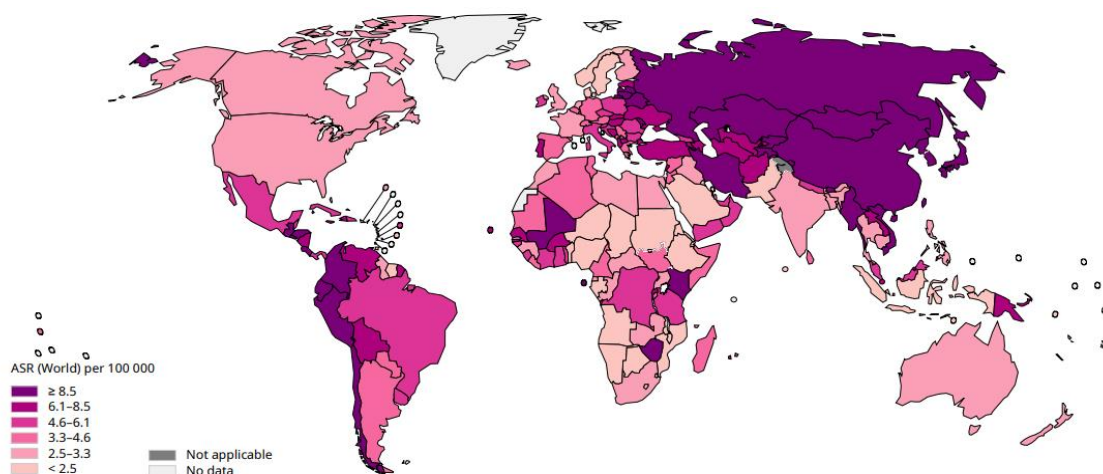 ASR (World) per 100 000
≥ 8.5
6.1–8.5
4.6–6.1
3.3–4.6
2.5–3.3
< 2.5
Not applicable
No data